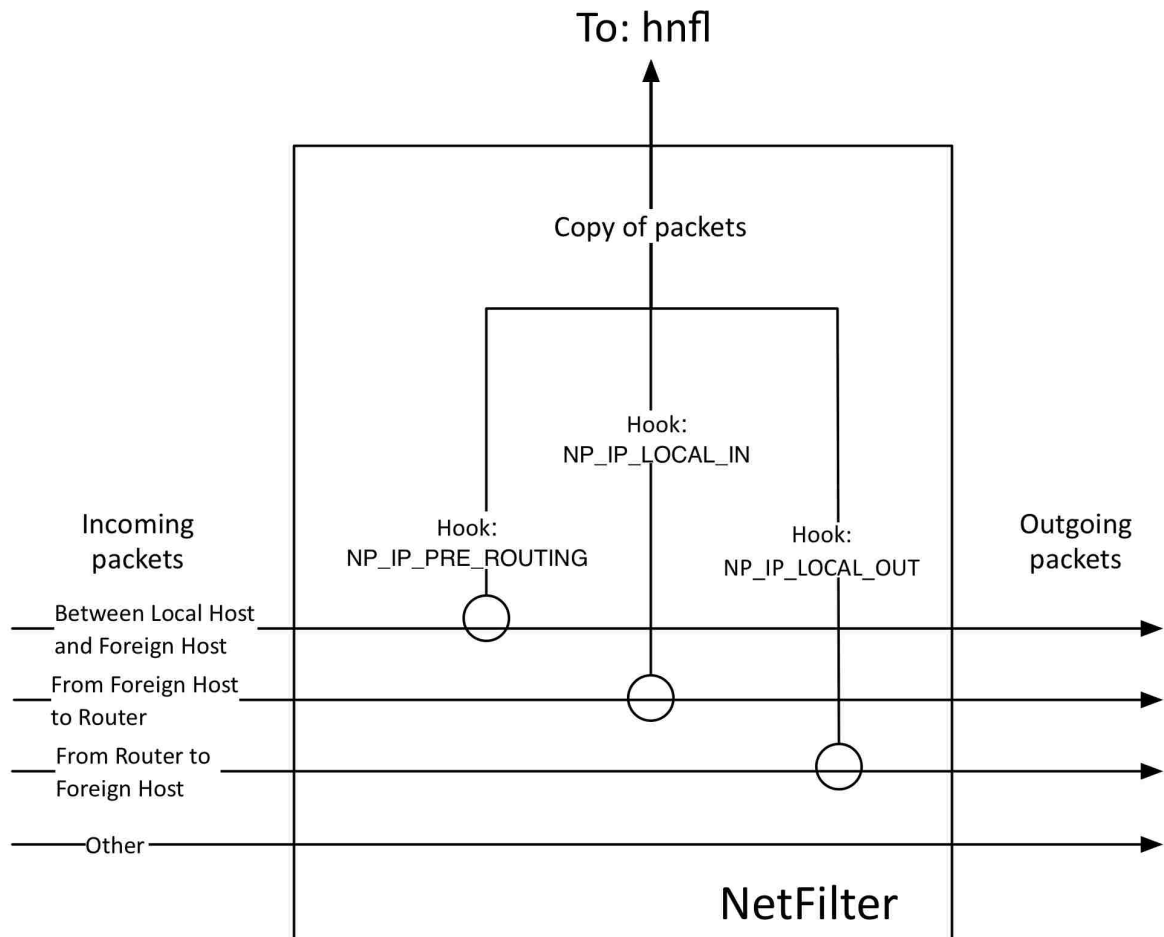 To: hnfl
Copy of packets
Hook:
NP_IP_LOCAL_IN
Incoming
packets
Hook:
NP_IP_PRE_ROUTING
Hook:
NP_IP_LOCAL_OUT
Outgoing
packets
Between Local Host
and Foreign Host
From Foreign Host
to Router
From Router to
Foreign Host
Other
NetFilter